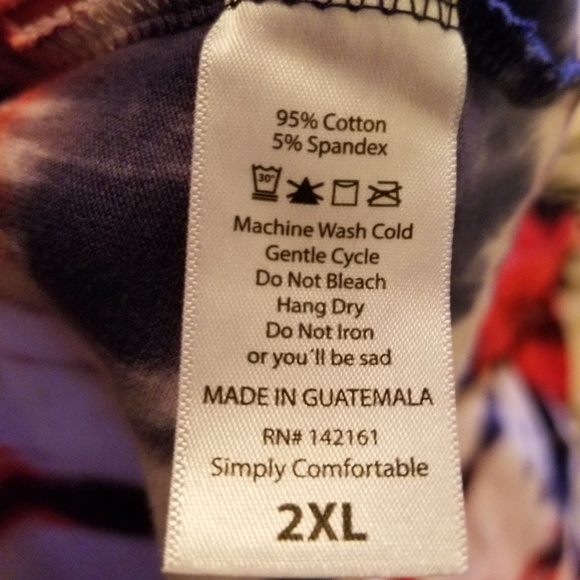 95% Cotton
5% Spandex
30°
Machine Wash Cold
Gentle Cycle
Do Not Bleach
Hang Dry
Do Not Iron
or you´ll be sad
MADE IN GUATEMALA
RN# 142161
Simply Comfortable
2XL